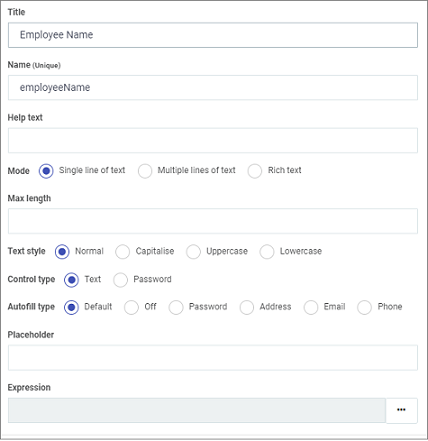 Title
Employee Name
Name (Unique)
employeeName
Help text
Mode Single line of text Multiple lines of text Rich text
Max length
Text style Normal Capitalise Uppercase Lowercase
Control type Text Password
Autofill type Default Off Password Address Email Phone
Placeholder
Expression
•••